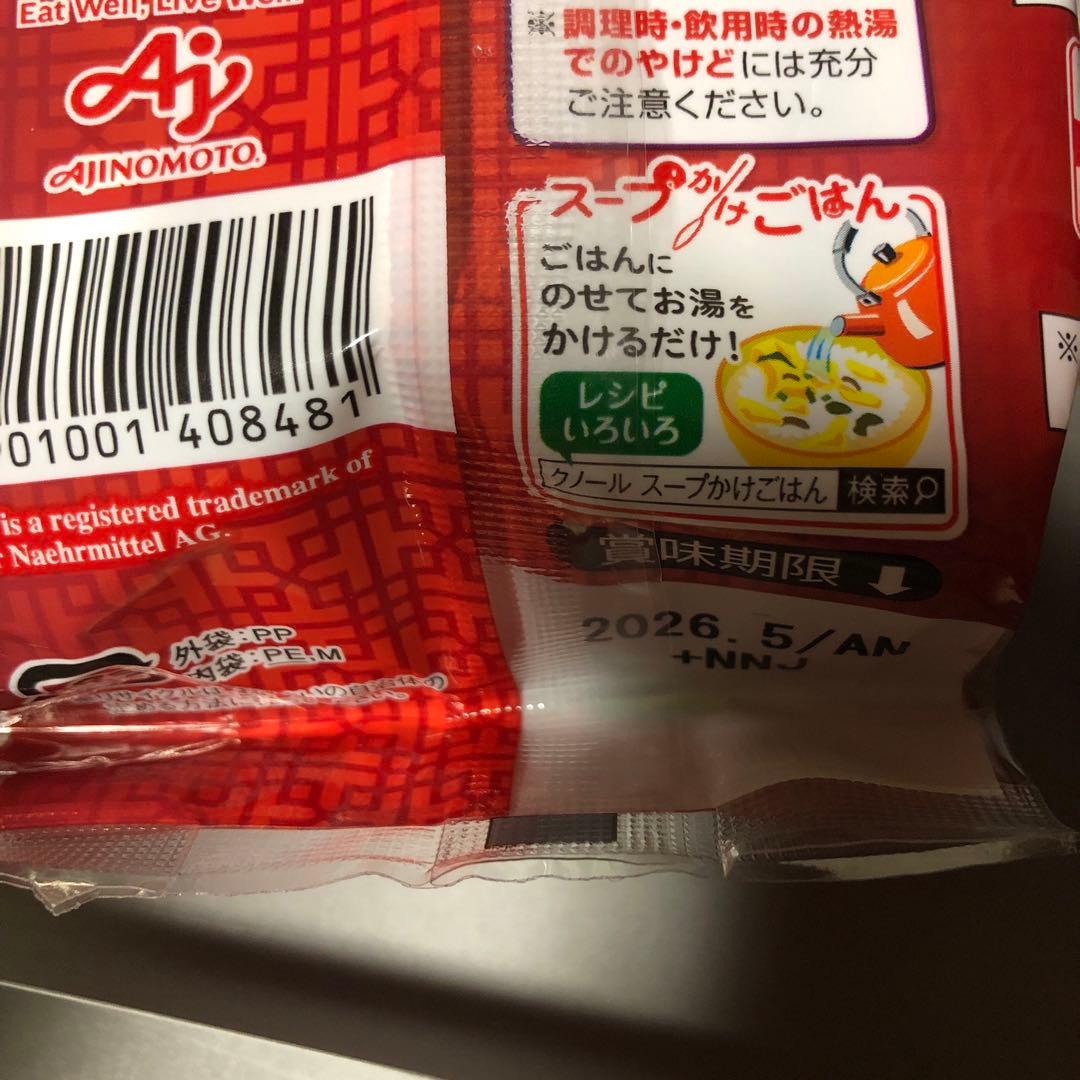 Eat Well, Live Well.
Aj
AJINOMOTO®
01001 408481
is a registered trademark of
Naehrmittel AG.
外袋:PP
内袋:PE,M
※調理時・飲用時の熱湯
でのやけどには充分
ご注意ください。
スープかけごはん
ごはんに
のせてお湯を
かけるだけ!
レシピ
いろいろ
クノール スープかけごはん 検索
賞味期限
2026. 5/AN
+NNJ
※